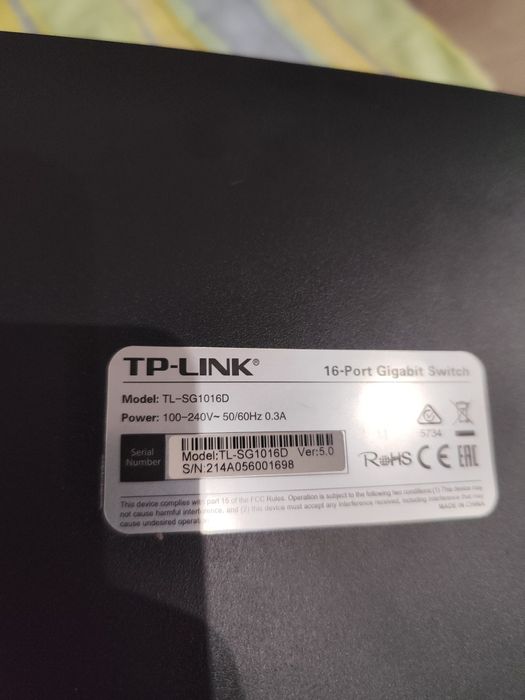 TP-LINK®
16-Port Gigabit Switch
Model: TL-SG1016D
Power: 100-240V~ 50/60Hz 0.3A
5734
Serial
Number
Model:TL-SG1016D Ver:5.0
S/N:214A056001698
RoHS CE EAC
This device complies with part 15 of the FCC Rules. Operation is subject to the following two conditions:(1) This device may
not cause harmful interference, and (2) this device must accept any interference received, including interference that may
cause undesired operation.
MADE IN CHINA